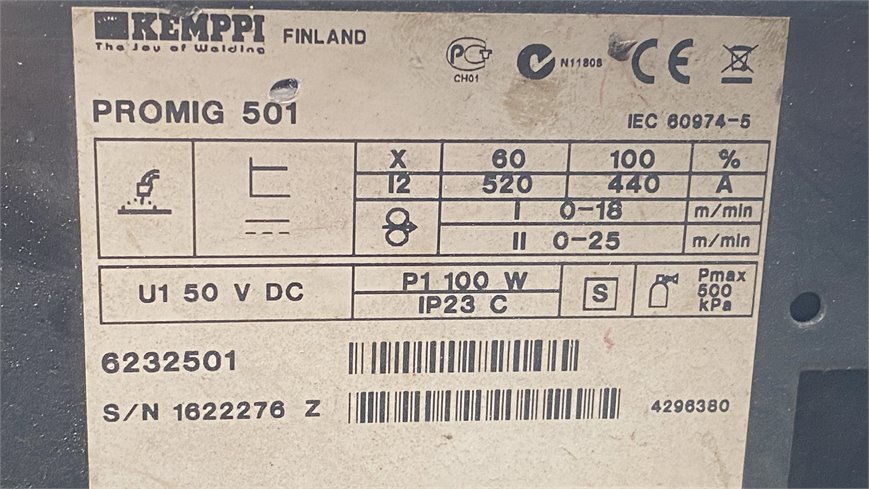 KEMPPI
The Joy of Welding
FINLAND
CH01
N11808
CE
PROMIG 501
IEC 60974-5
X 60 100 %
I2 520 440 A
I 0-18 m/min
II 0-25 m/min
U1 50 V DC
P1 100 W
IP23 C
S
Pmax
500
kPa
6232501
S/N 1622276 Z
4296380